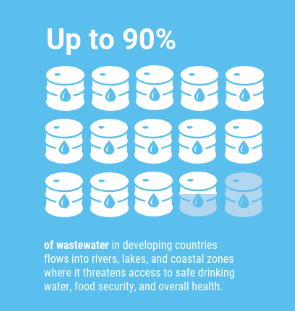 Up to 90%
of wastewater in developing countries
flows into rivers, lakes, and coastal zones
where it threatens access to safe drinking
water, food security, and overall health.